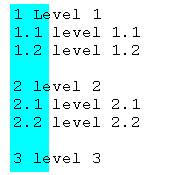 1 Level 1
1.1 level 1.1
1.2 level 1.2
2 level 2
2.1 level 2.1
2.2 level 2.2
3 level 3